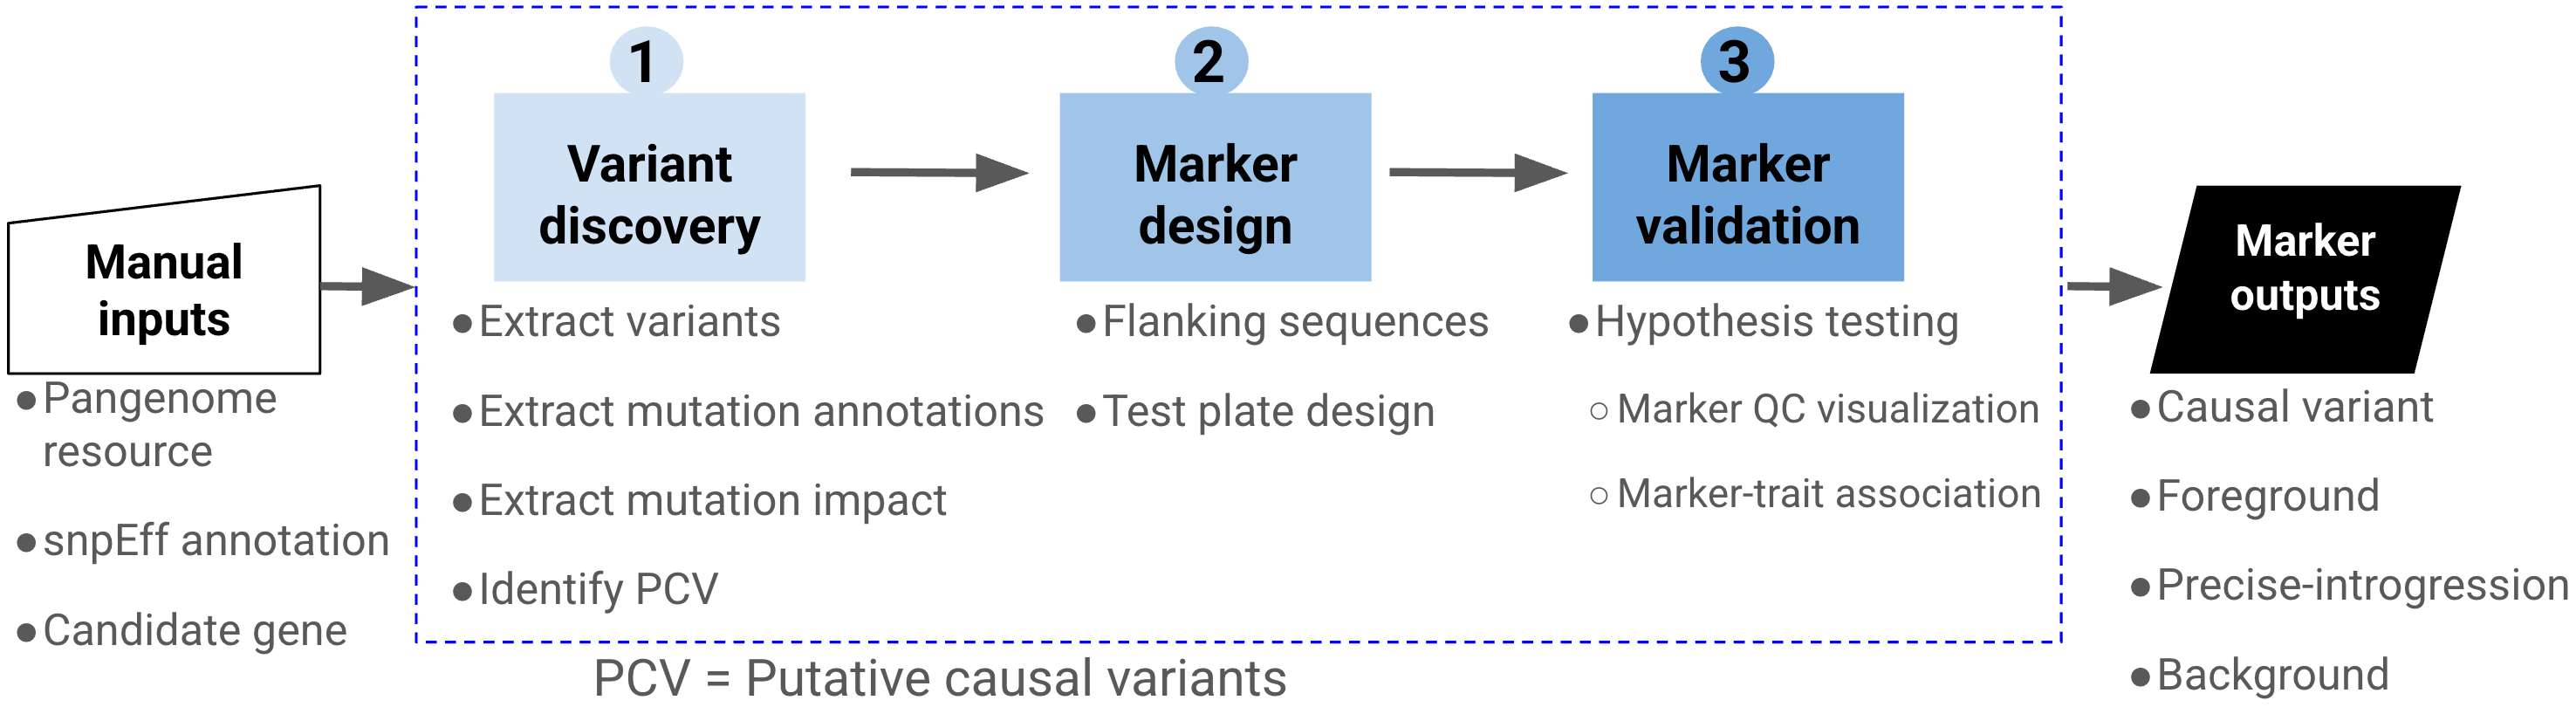 Manual
inputs
● Pangenome
resource
● snpEff annotation
● Candidate gene
1
Variant
discovery
● Extract variants
● Extract mutation annotations
● Extract mutation impact
● Identify PCV
2
Marker
design
● Flanking sequences
● Test plate design
3
Marker
validation
● Hypothesis testing
○ Marker QC visualization
○ Marker-trait association
PCV = Putative causal variants
Marker
outputs
● Causal variant
● Foreground
● Precise-introgression
● Background